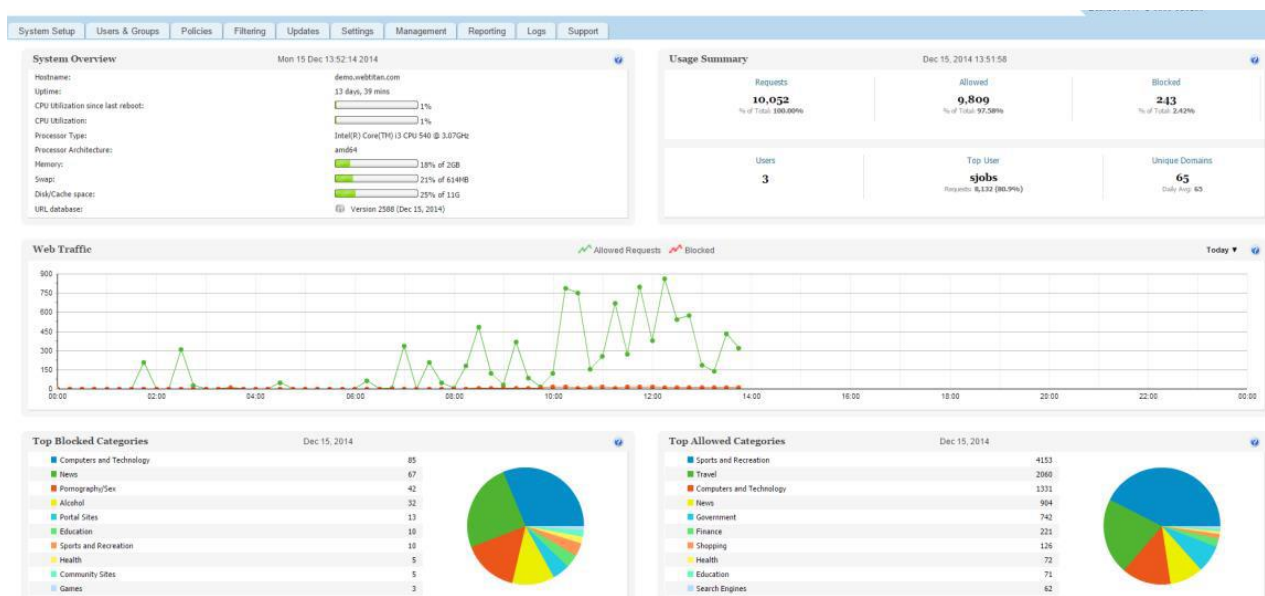 System Setup Users & Groups Policies Filtering Updates Settings Management Reporting Logs Support
System Overview Mon 15 Dec 13:52:14 2014
Hostname: demo.webtitan.com
Uptime: 13 days, 39 mins
CPU Utilization since last reboot: 1%
CPU Utilization: 1%
Processor Type: Intel(R) Core(TM) i3 CPU 540 @ 3.07GHz
Processor Architecture: amd64
Memory: 18% of 2GB
Swap: 21% of 614MB
Disk/Cache space: 25% of 11G
URL database: Version 2588 (Dec 15, 2014)
Usage Summary Dec 15, 2014 13:51:58
Requests Allowed Blocked
10,052 9,809 243
% of Total: 100.00% % of Total: 97.58% % of Total: 2.42%
Users Top User Unique Domains
3 sjobs 65
Requests: 8,132 (80.9%) Daily Avg: 65
Web Traffic Allowed Requests Blocked Today ▼
900
750
600
450
300
150
0
00:00 02:00 04:00 06:00 08:00 10:00 12:00 14:00 16:00 18:00 20:00 22:00 00:00
Top Blocked Categories Dec 15, 2014
Computers and Technology 85
News 67
Pornography/Sex 42
Alcohol 32
Portal Sites 13
Education 10
Sports and Recreation 10
Health 5
Community Sites 5
Games 3
Top Allowed Categories Dec 15, 2014
Sports and Recreation 4153
Travel 2060
Computers and Technology 1331
News 904
Government 742
Finance 221
Shopping 126
Health 72
Education 71
Search Engines 62